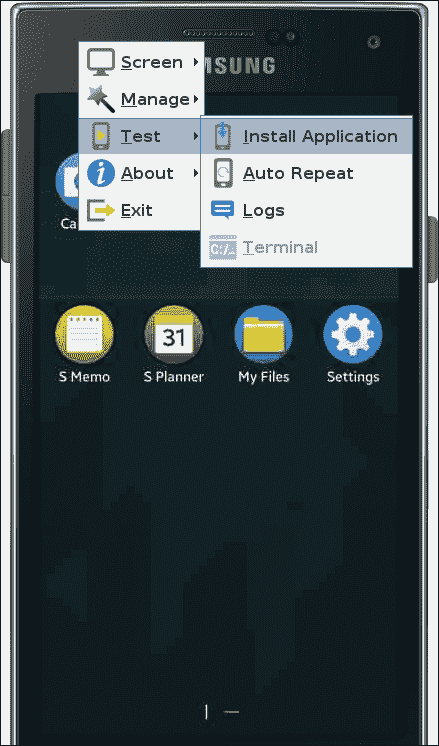 MSUNG
Screen
Manage
Test
About
Exit
Install Application
Auto Repeat
Logs
C:/.
Terminal
Ca
31
S Memo
S Planner
My Files
Settings